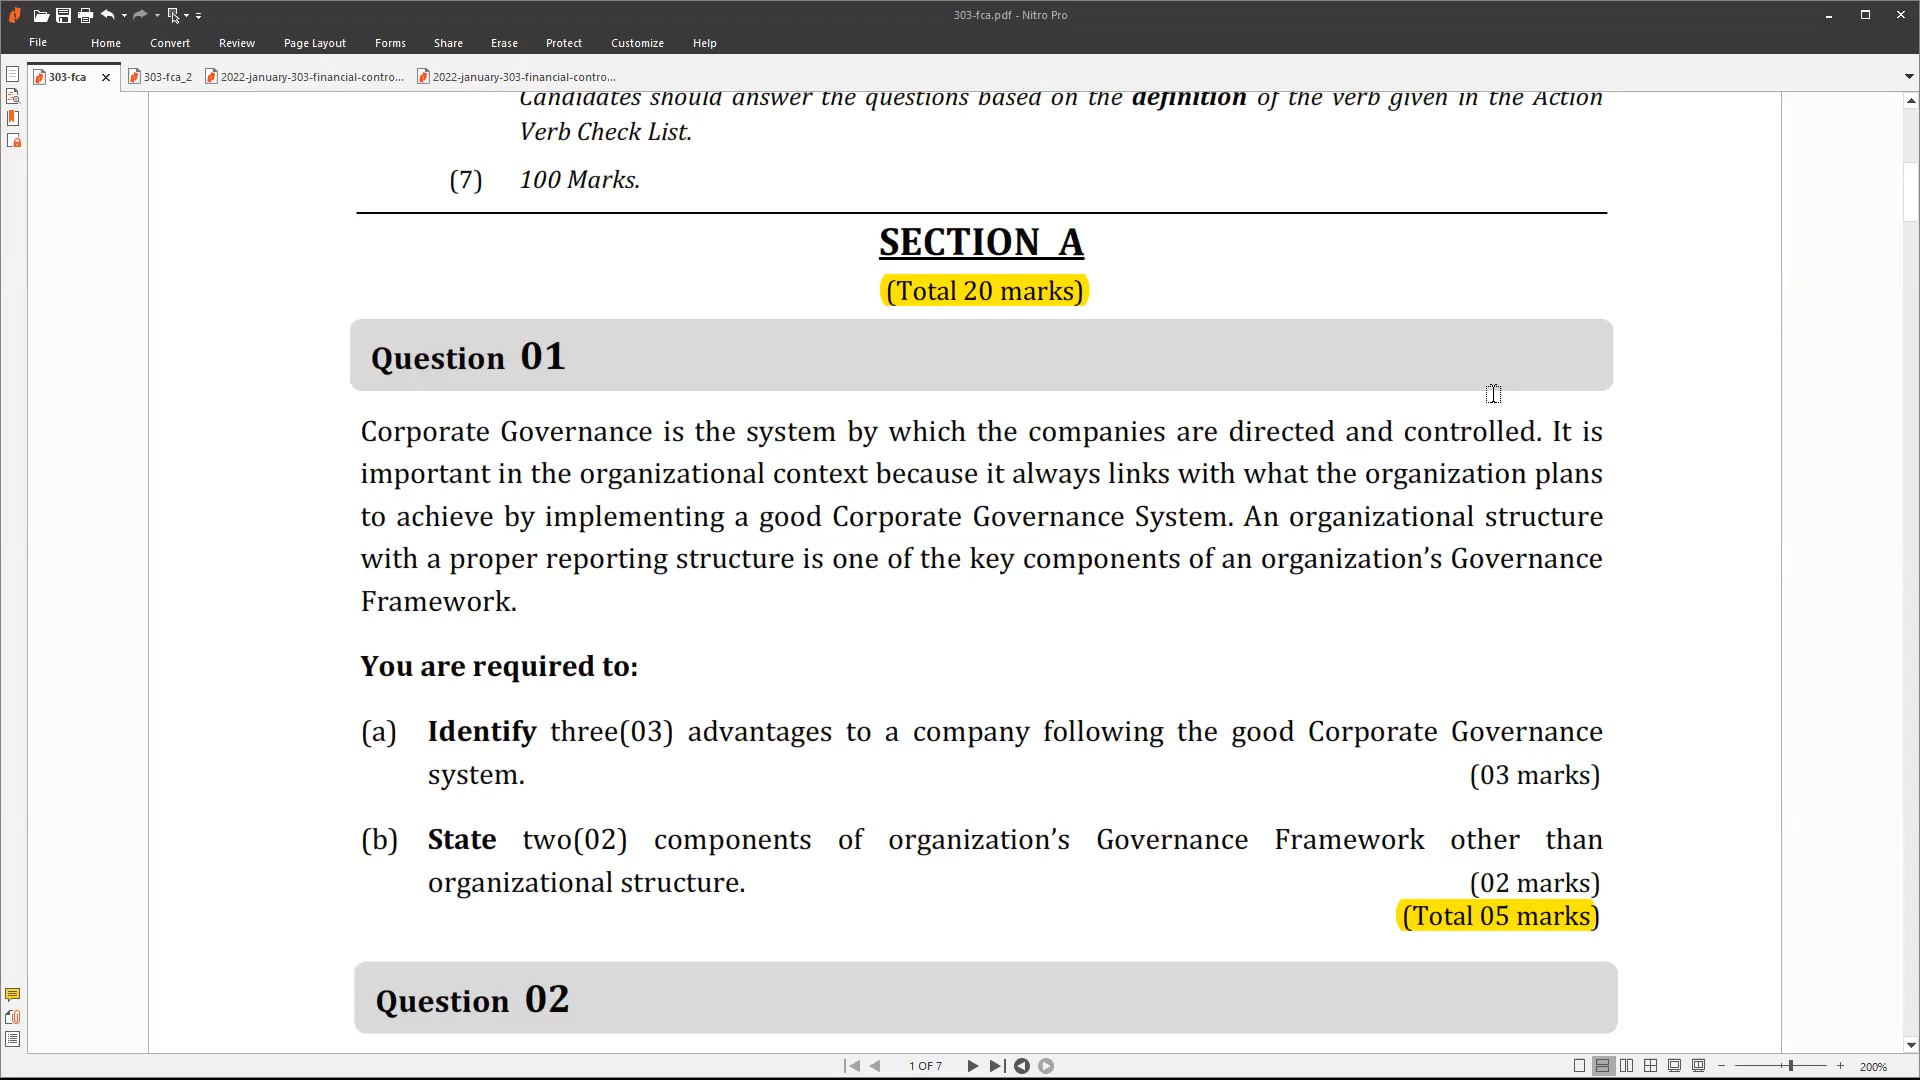 303-fca.pdf - Nitro Pro
File Home Convert Review Page Layout Forms Share Erase Protect Customize Help
303-fca 303-fca_2 2022-january-303-financial-contro... 2022-january-303-financial-contro...
Candidates should answer the questions based on the definition of the verb given in the Action
Verb Check List.
(7) 100 Marks.
SECTION A
(Total 20 marks)
Question 01
Corporate Governance is the system by which the companies are directed and controlled. It is
important in the organizational context because it always links with what the organization plans
to achieve by implementing a good Corporate Governance System. An organizational structure
with a proper reporting structure is one of the key components of an organization’s Governance
Framework.
You are required to:
(a) Identify three(03) advantages to a company following the good Corporate Governance
system. (03 marks)
(b) State two(02) components of organization’s Governance Framework other than
organizational structure. (02 marks)
(Total 05 marks)
Question 02
1 OF 7 200%